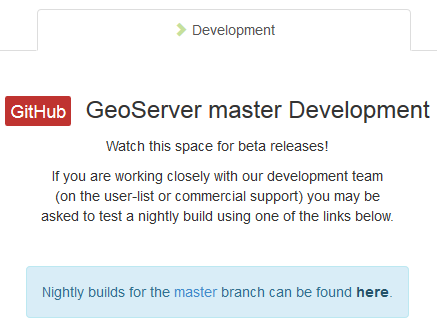 Development
GitHub GeoServer master Development
Watch this space for beta releases!
If you are working closely with our development team
(on the user-list or commercial support) you may be
asked to test a nightly build using one of the links below.
Nightly builds for the master branch can be found here.